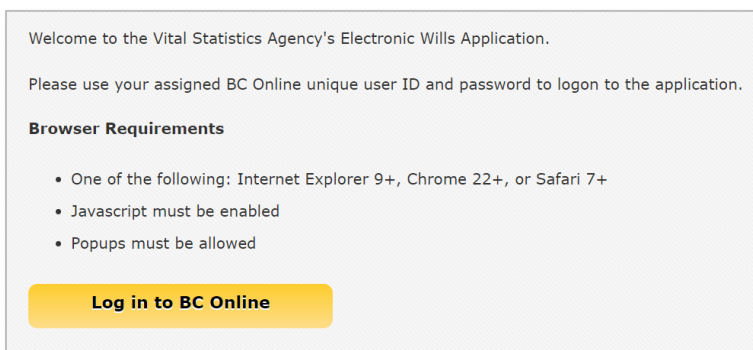 Welcome to the Vital Statistics Agency's Electronic Wills Application.
Please use your assigned BC Online unique user ID and password to logon to the application.
Browser Requirements
• One of the following: Internet Explorer 9+, Chrome 22+, or Safari 7+
• Javascript must be enabled
• Popups must be allowed
Log in to BC Online